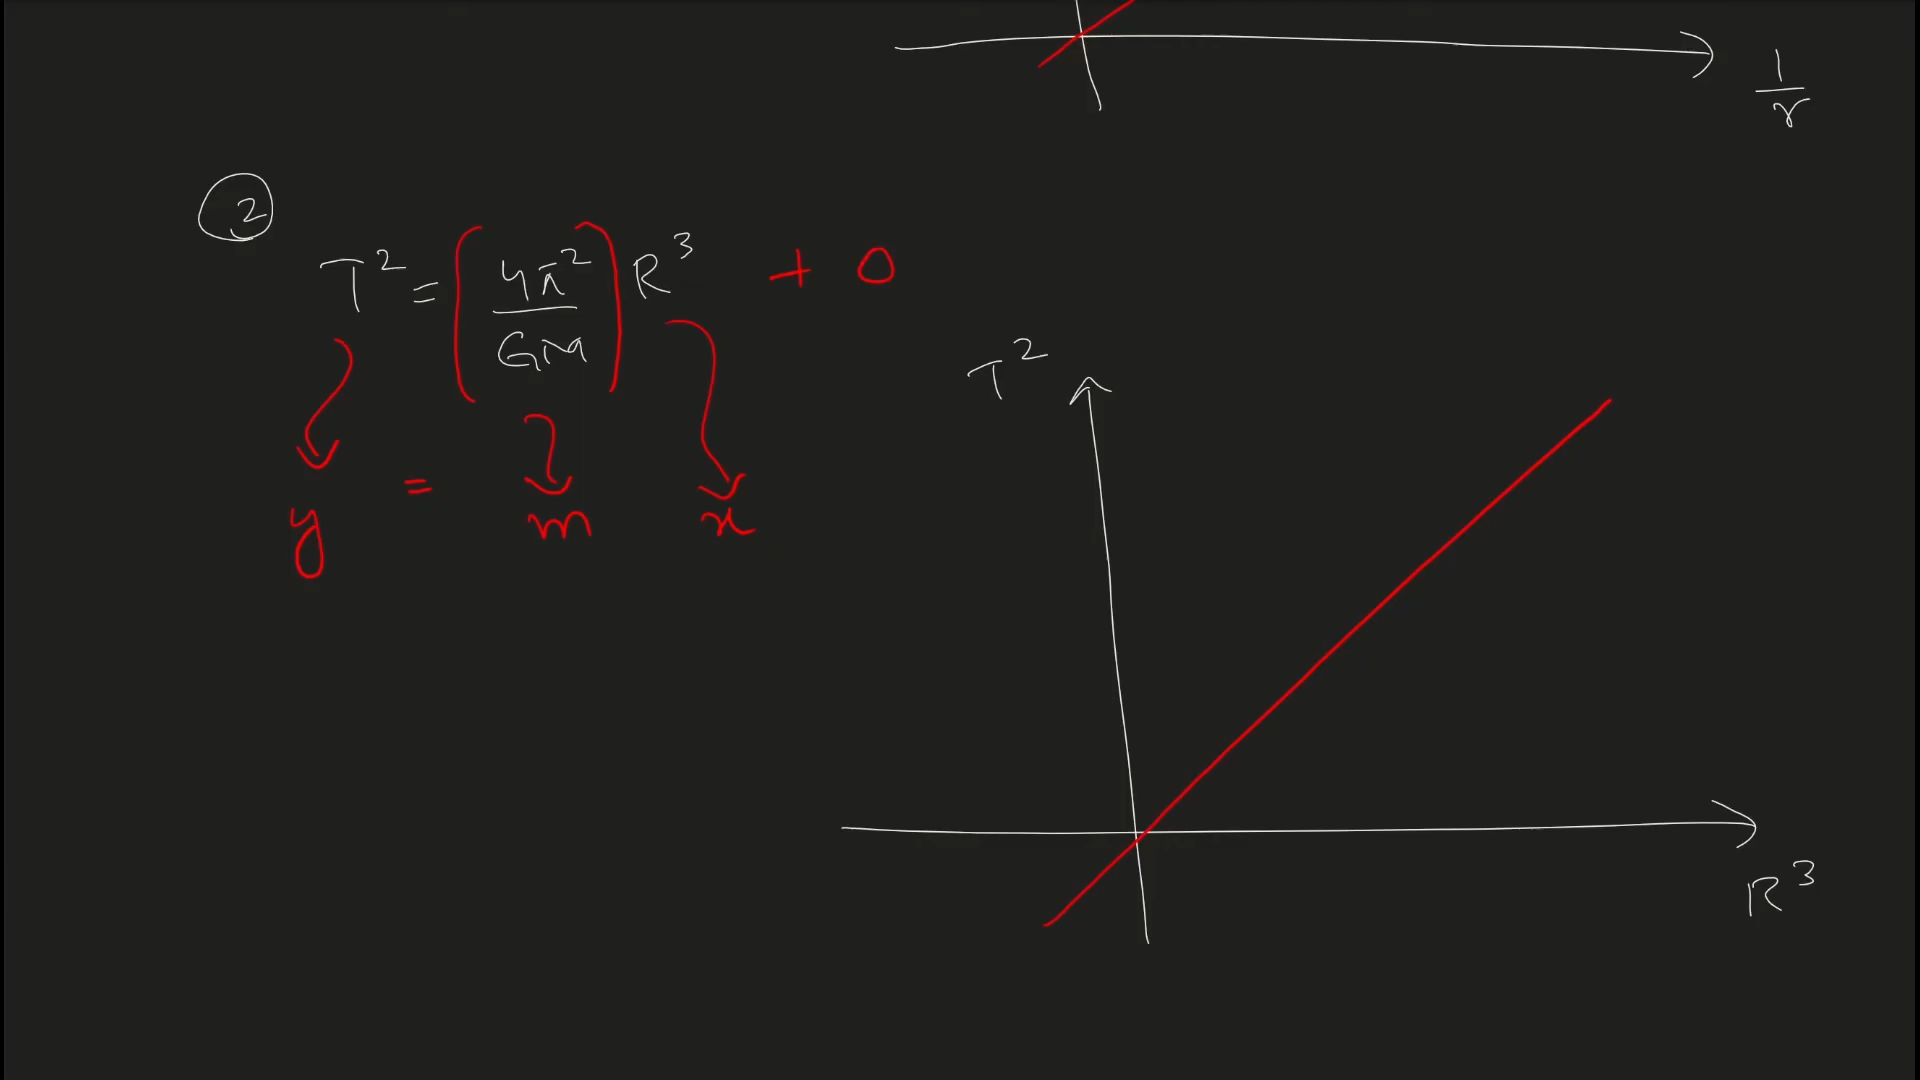 1/r
②
T² = (4π²/GM) R³ + 0
y = m x
T²
R³